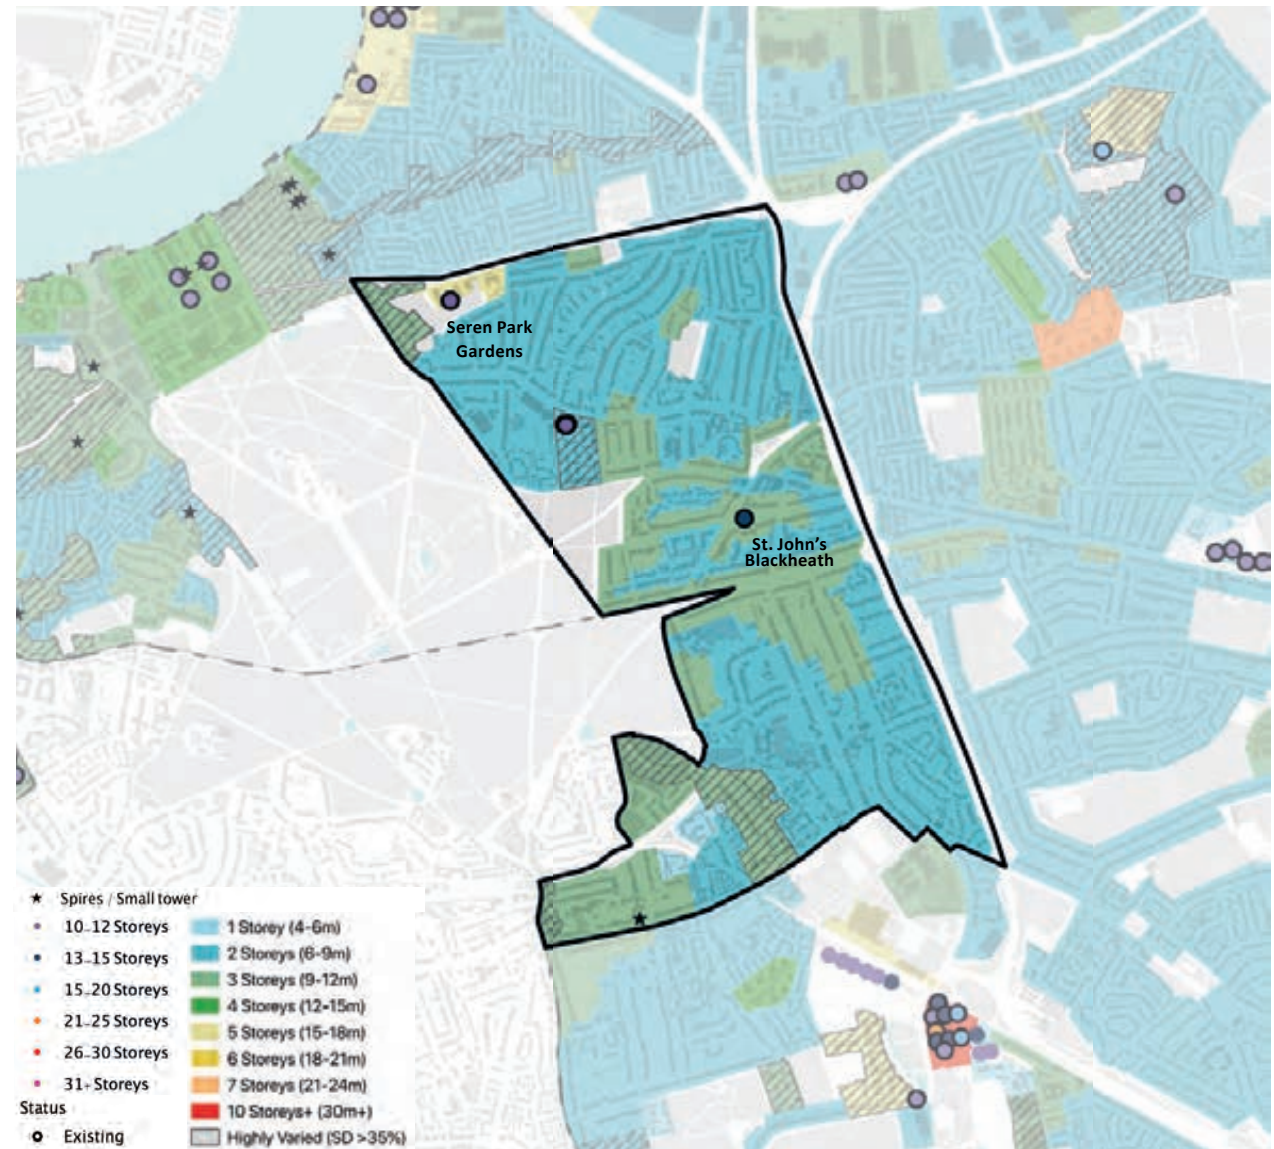 Seren Park
Gardens
St. John's
Blackheath
Spires / Small tower
10-12 Storeys
13-15 Storeys
15-20 Storeys
21-25 Storeys
26-30 Storeys
31+ Storeys
Status
Existing
1 Storey (4-6m)
2 Storeys (6-9m)
3 Storeys (9-12m)
4 Storeys (12-15m)
5 Storeys (15-18m)
6 Storeys (18-21m)
7 Storeys (21-24m)
10 Storeys+ (30m+)
Highly Varied (SD >35%)